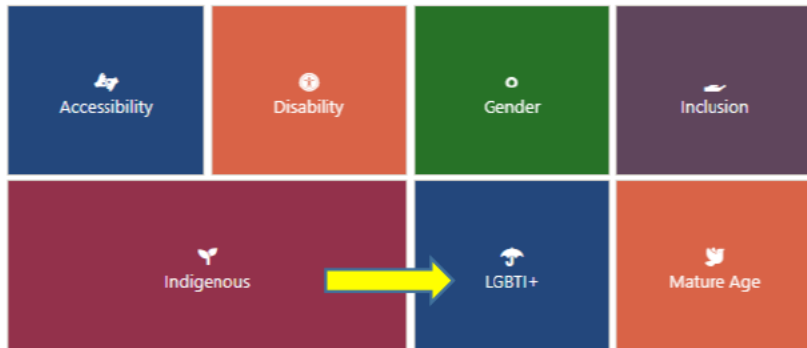 Accessibility
Disability
Gender
Inclusion
Indigenous
LGBTI+
Mature Age